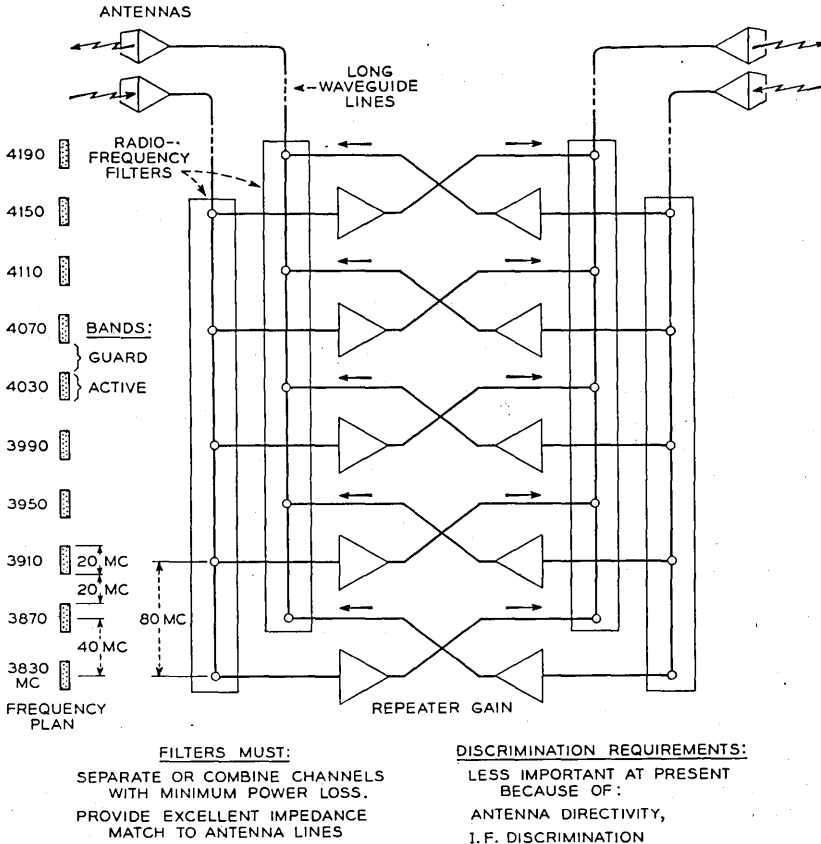 ANTENNAS
LONG
WAVEGUIDE
LINES
RADIO-
FREQUENCY
FILTERS
4190
4150
4110
4070
BANDS:
GUARD
4030
ACTIVE
3990
3950
3910
20 MC
20 MC
3870
80 MC
40 MC
3830
MC
FREQUENCY
PLAN
REPEATER GAIN
FILTERS MUST:
SEPARATE OR COMBINE CHANNELS
WITH MINIMUM POWER LOSS.
PROVIDE EXCELLENT IMPEDANCE
MATCH TO ANTENNA LINES
DISCRIMINATION REQUIREMENTS:
LESS IMPORTANT AT PRESENT
BECAUSE OF:
ANTENNA DIRECTIVITY,
I.F. DISCRIMINATION